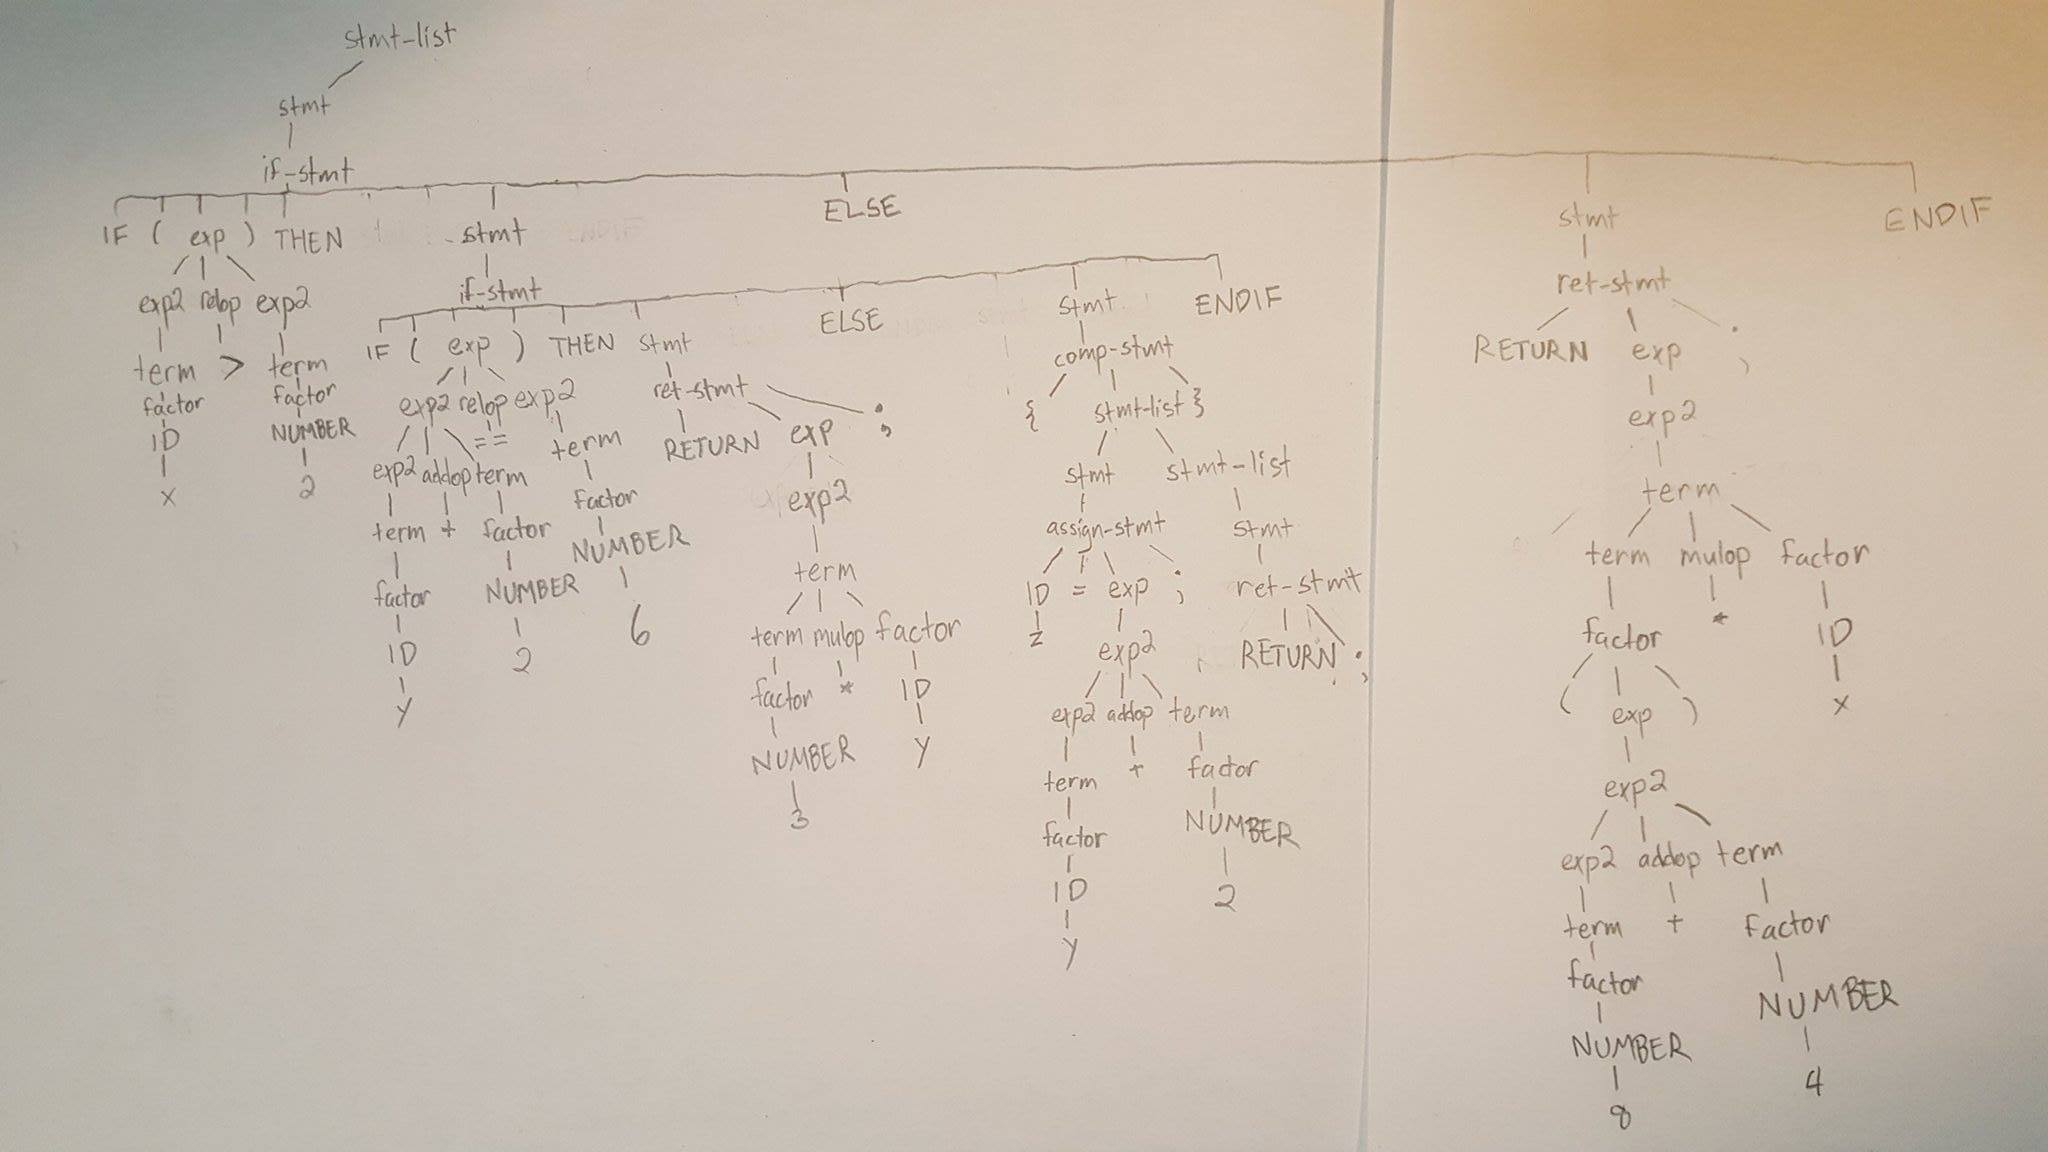 stmt-list
stmt
if-stmt
IF ( exp ) THEN stmt ELSE stmt ENDIF
exp2 relop exp2 if-stmt ret-stmt
IF ( exp ) THEN stmt ELSE stmt ENDIF
RETURN exp ;
term > term
exp2 relop exp2 ret-stmt comp-stmt exp2
factor factor
== term RETURN exp ; { stmt-list } term
ID NUMBER
exp2 addop term factor exp2 stmt stmt-list term mulop factor
x 2
term + factor NUMBER term assign-stmt stmt factor * ID
factor NUMBER 6 term mulop factor ID = exp ; ret-stmt ( exp ) x
ID 2 factor * ID z exp2 RETURN ; exp2
y NUMBER y exp2 addop term exp2 addop term
3 term + factor term + factor
factor NUMBER factor NUMBER
ID 2 NUMBER 4
y 8